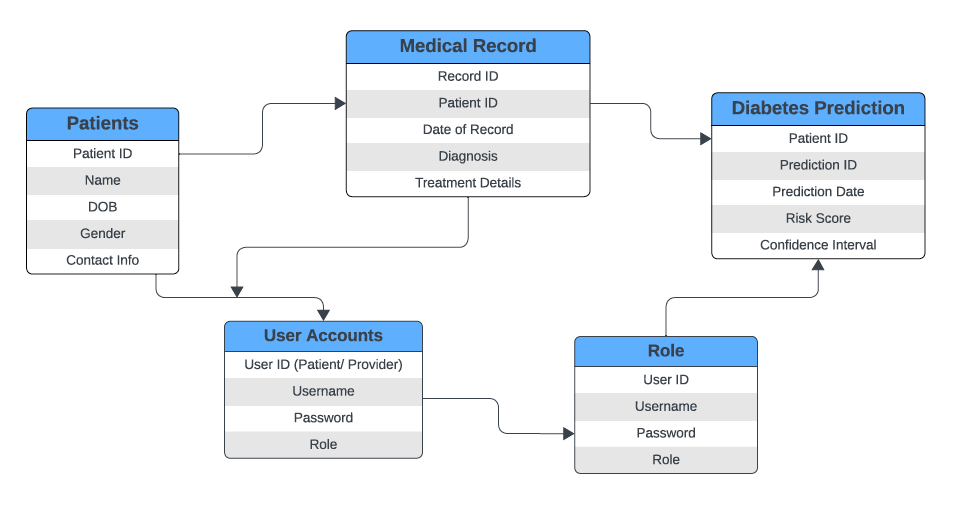 Patients
Patient ID
Name
DOB
Gender
Contact Info
Medical Record
Record ID
Patient ID
Date of Record
Diagnosis
Treatment Details
Diabetes Prediction
Patient ID
Prediction ID
Prediction Date
Risk Score
Confidence Interval
User Accounts
User ID (Patient/ Provider)
Username
Password
Role
Role
User ID
Username
Password
Role